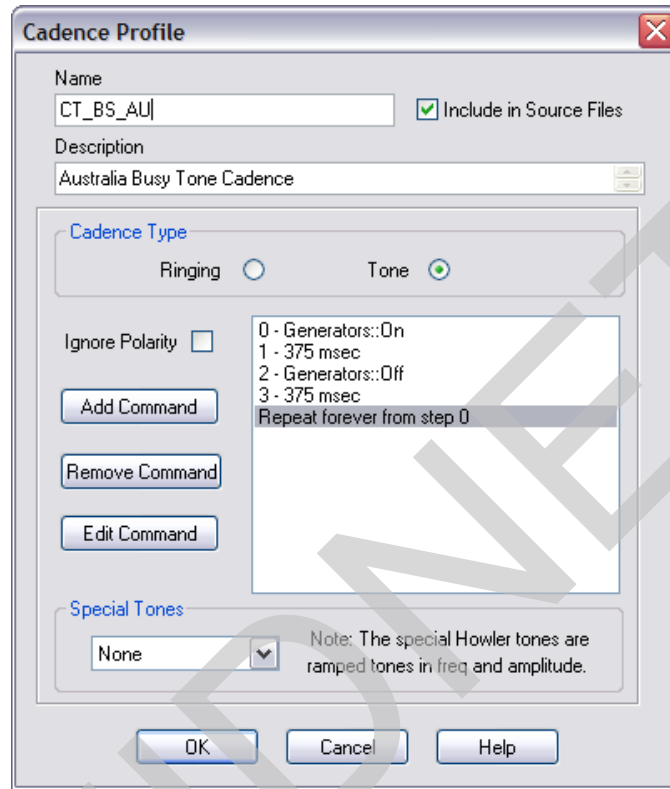 Cadence Profile
Name
CT_BS_AU
Include in Source Files
Description
Australia Busy Tone Cadence
Cadence Type
Ringing
Tone
Ignore Polarity
0 - Generators::On
1 - 375 msec
2 - Generators::Off
3 - 375 msec
Repeat forever from step 0
Add Command
Remove Command
Edit Command
Special Tones
None
Note: The special Howler tones are
ramped tones in freq and amplitude.
OK
Cancel
Help